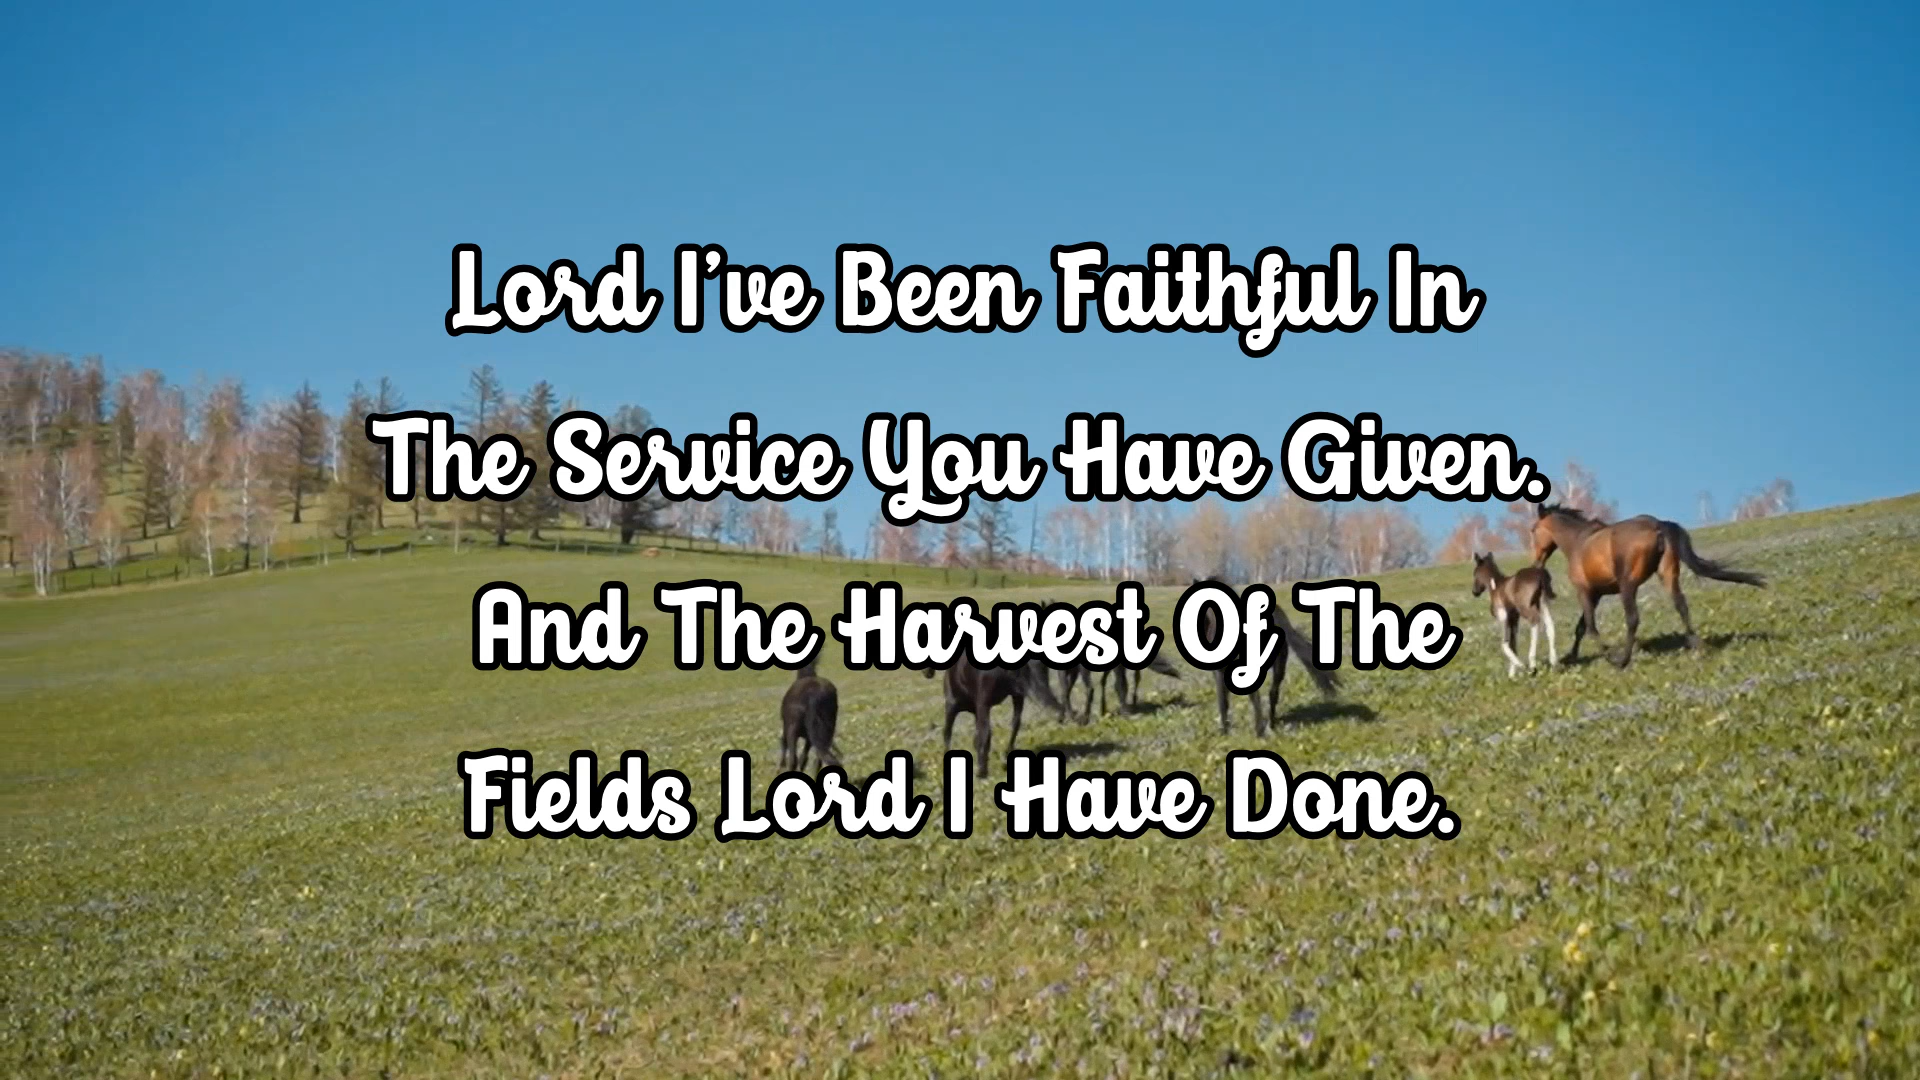 Lord I've Been Faithful In
The Service You Have Given.
And The Harvest Of The
Fields Lord I Have Done.